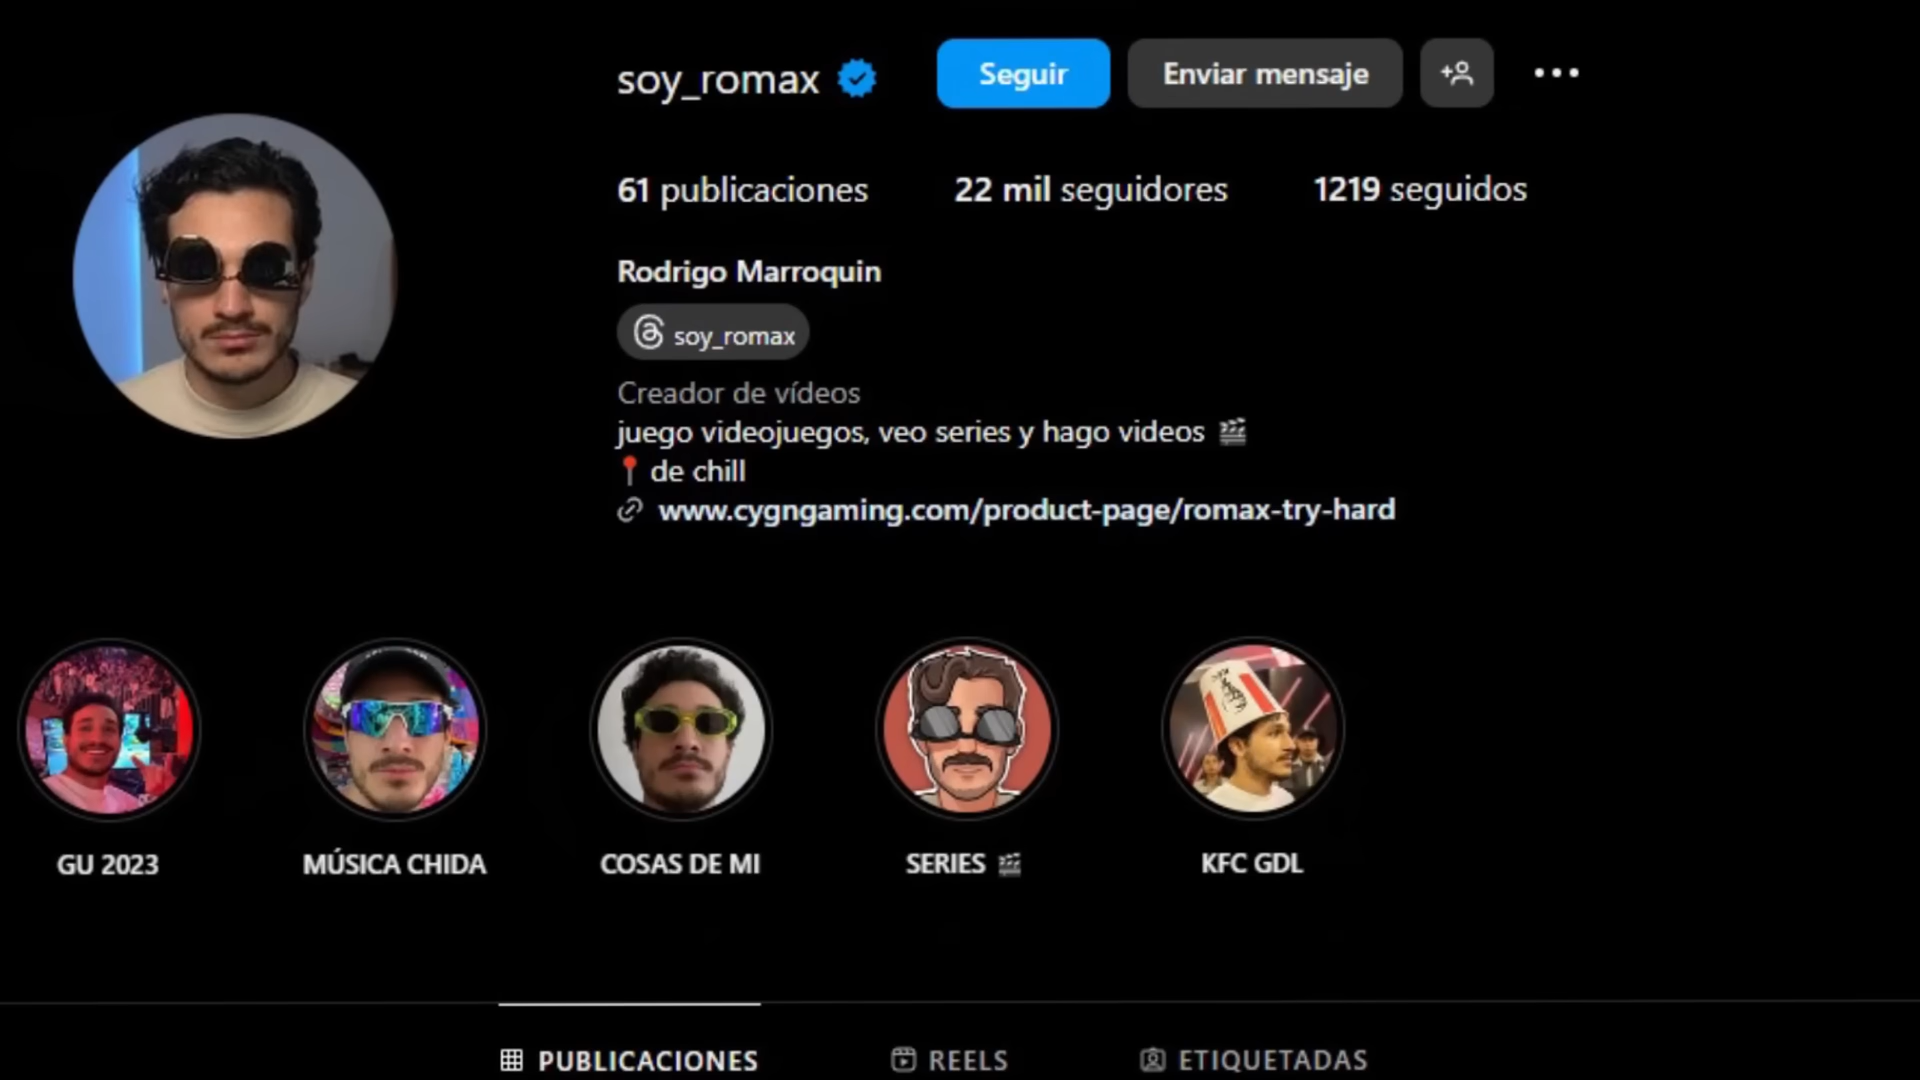 soy_romax
Seguir
Enviar mensaje
61 publicaciones
22 mil seguidores
1219 seguidos
Rodrigo Marroquin
soy_romax
Creador de vídeos
juego videojuegos, veo series y hago videos 🎬
📍 de chill
www.cygngaming.com/product-page/romax-try-hard
GU 2023
MÚSICA CHIDA
COSAS DE MI
SERIES 🎬
KFC GDL
PUBLICACIONES
REELS
ETIQUETADAS